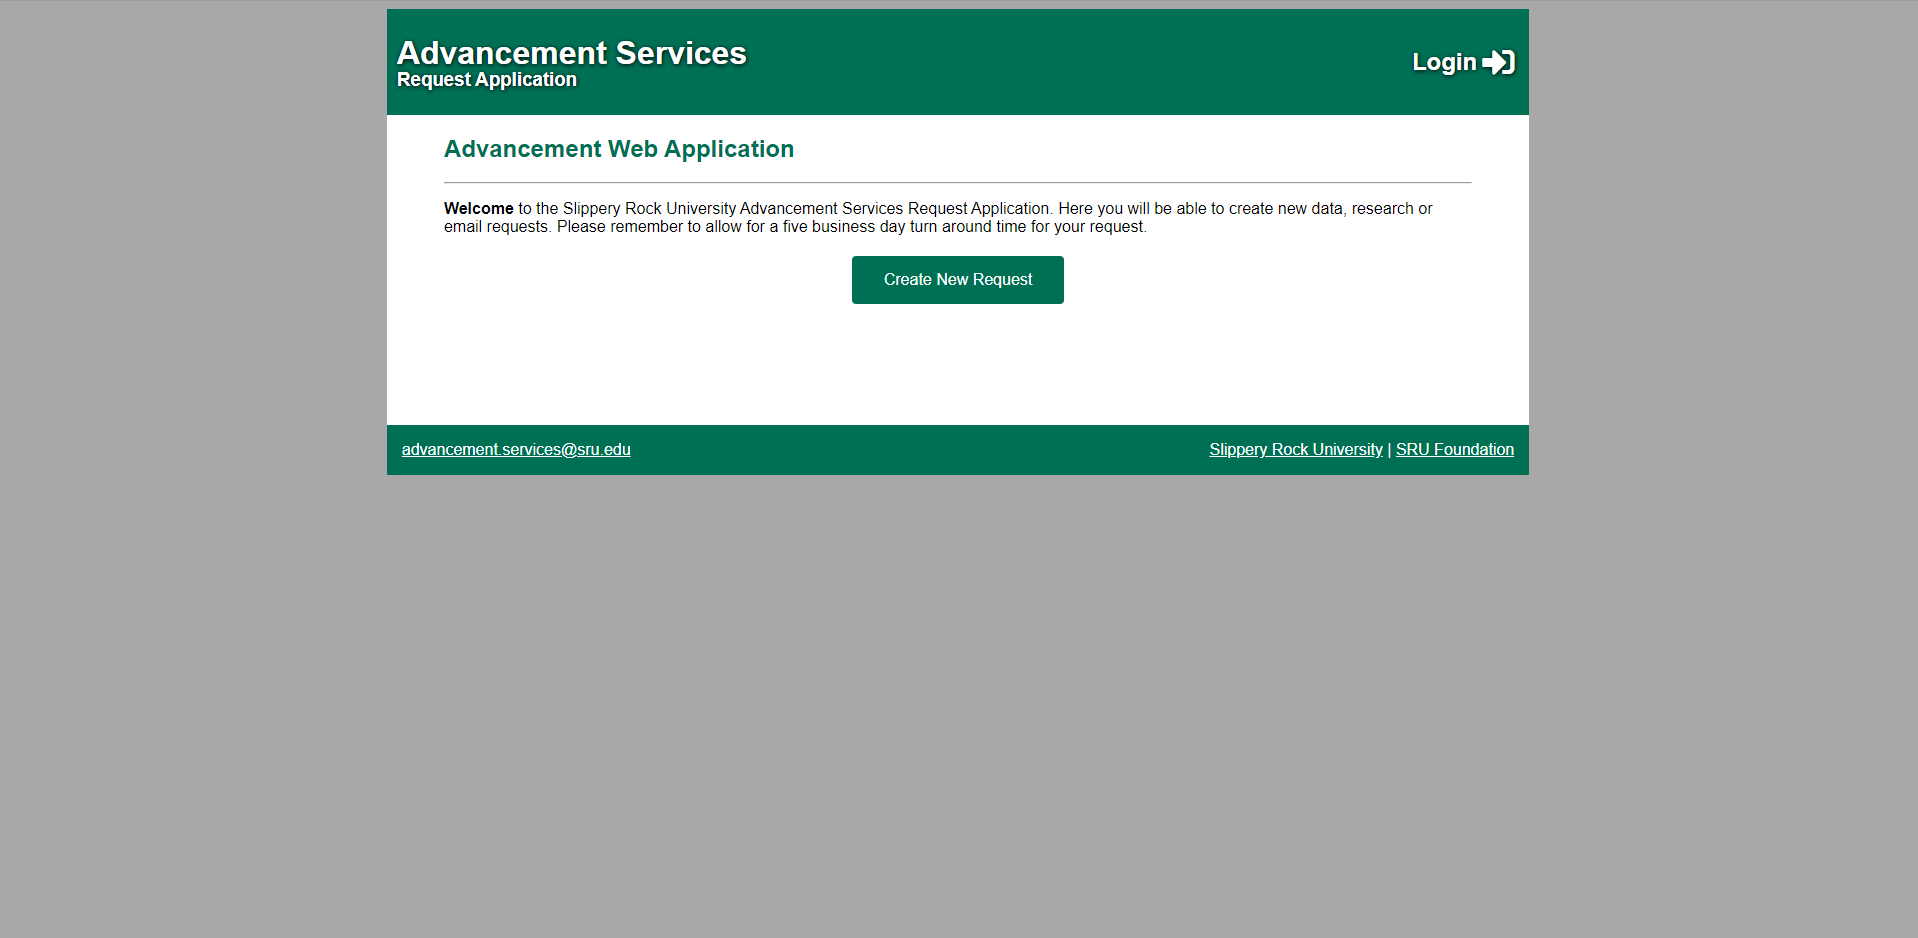 Advancement Services
Request Application
Login
Advancement Web Application
Welcome to the Slippery Rock University Advancement Services Request Application. Here you will be able to create new data, research or
email requests. Please remember to allow for a five business day turn around time for your request.
Create New Request
advancement.services@sru.edu
Slippery Rock University | SRU Foundation